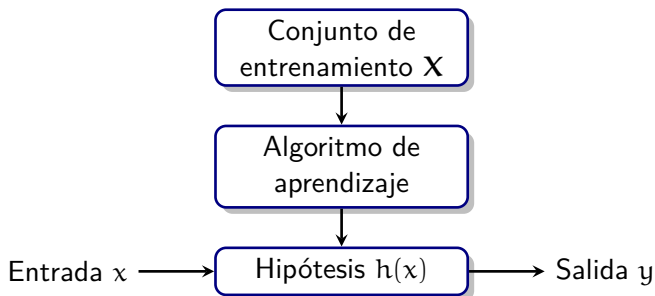 Conjunto de
entrenamiento X
Algoritmo de
aprendizaje
Entrada x
Hipótesis h(x)
Salida y